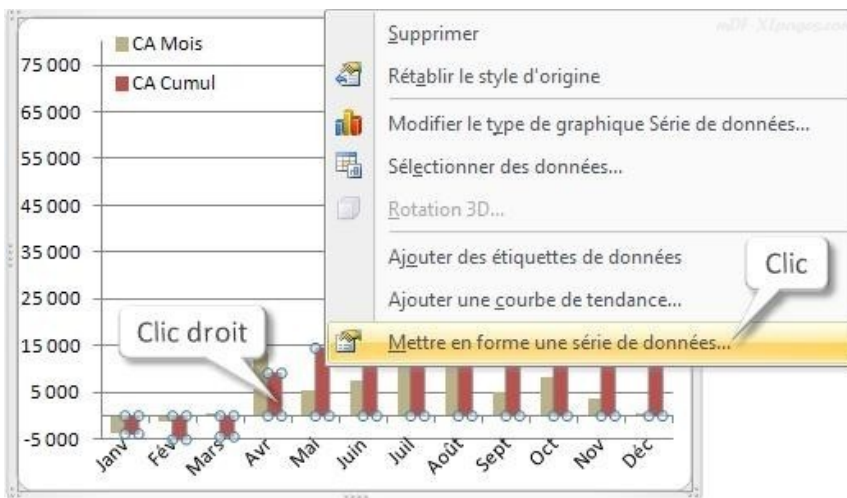 CA Mois
CA Cumul
75 000
65 000
55 000
45 000
35 000
25 000
15 000
5 000
-5 000
Janv
Fév
Mars
Avr
Mai
Juin
Juil
Août
Sept
Oct
Nov
Déc
Clic droit
Supprimer
Rétablir le style d'origine
Modifier le type de graphique Série de données...
Sélectionner des données...
Rotation 3D...
Ajouter des étiquettes de données
Ajouter une courbe de tendance...
Mettre en forme une série de données...
Clic